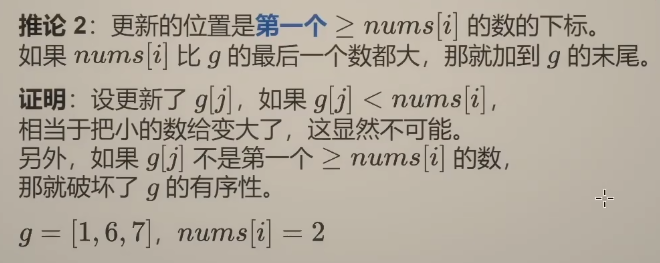 推论 2：更新的位置是第一个 ≥ nums[i] 的数的下标。
如果 nums[i] 比 g 的最后一个数都大，那就加到 g 的末尾。
证明：设更新了 g[j]，如果 g[j] < nums[i]，
相当于把小的数给变大了，这显然不可能。
另外，如果 g[j] 不是第一个 ≥ nums[i] 的数，
那就破坏了 g 的有序性。
g = [1, 6, 7]，nums[i] = 2